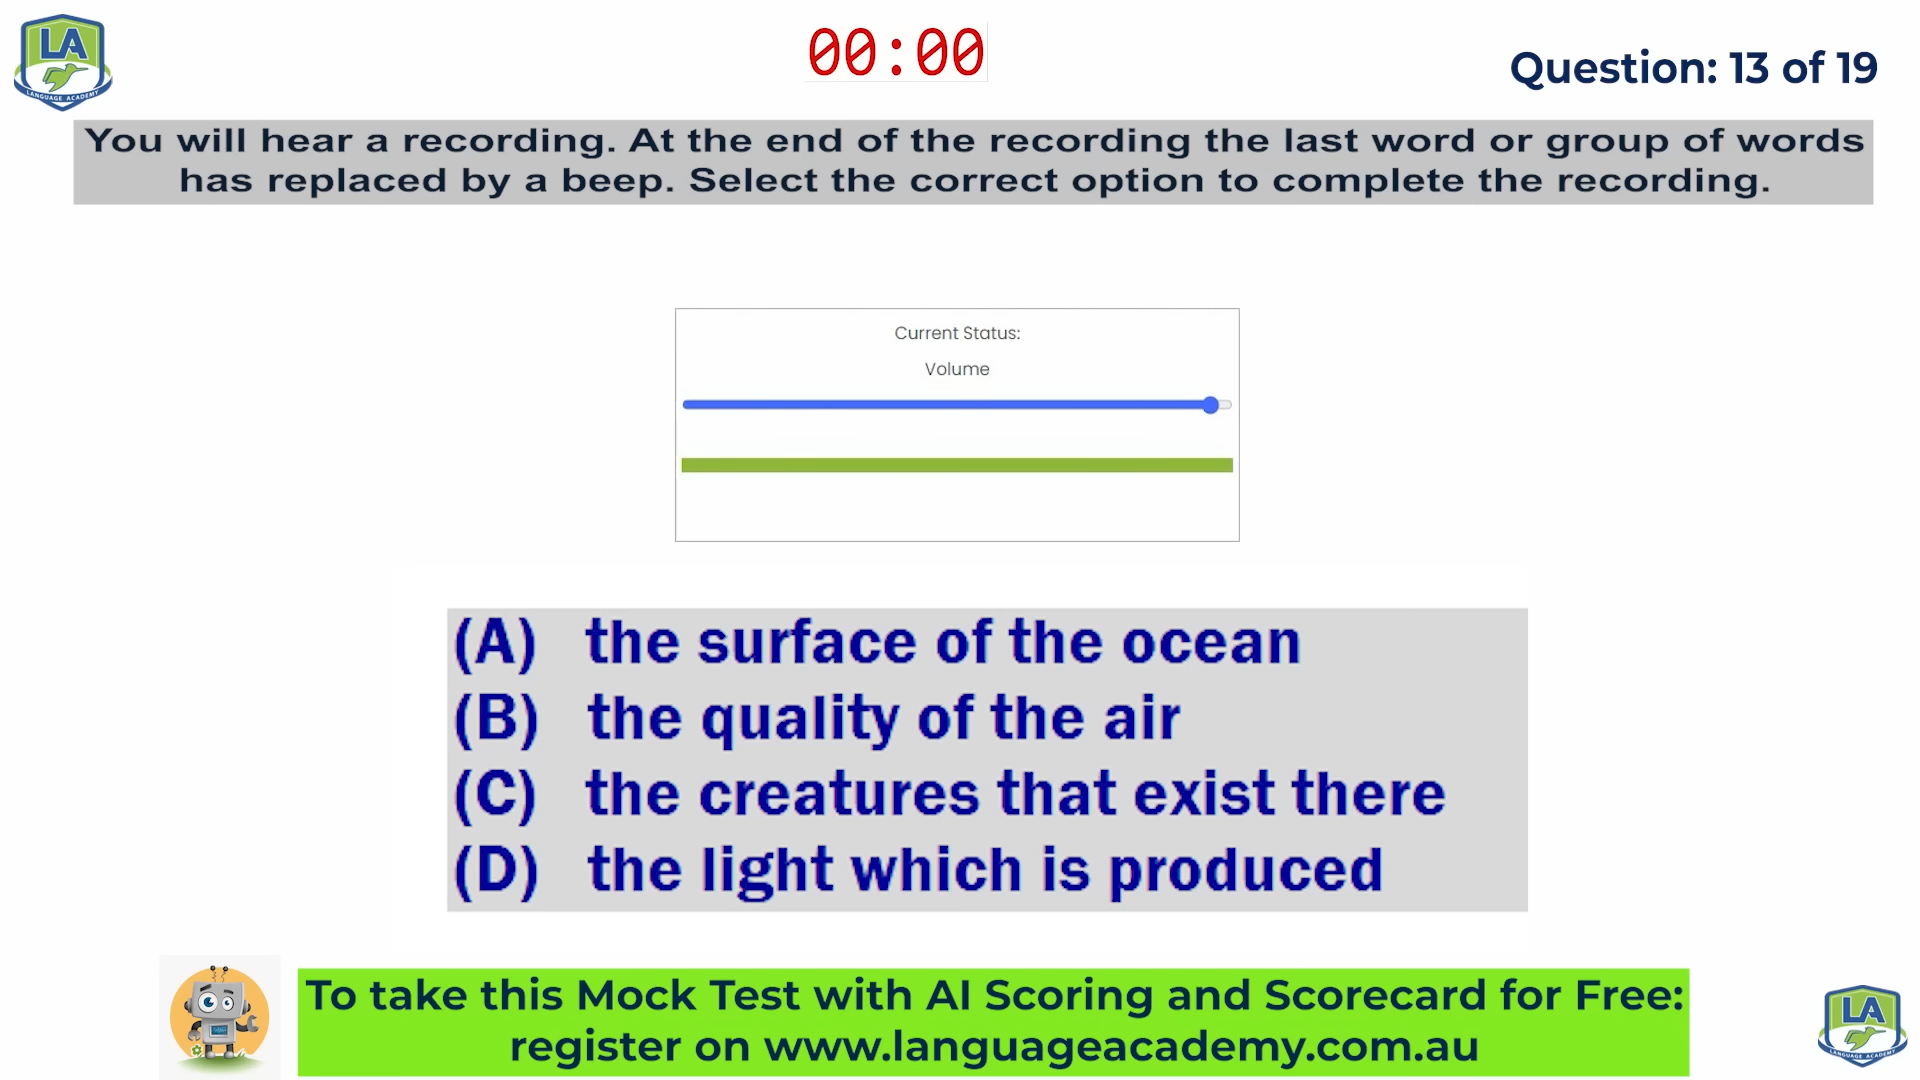 LA
LANGUAGE ACADEMY
00:00
Question: 13 of 19
You will hear a recording. At the end of the recording the last word or group of words
has replaced by a beep. Select the correct option to complete the recording.
Current Status:
Volume
(A) the surface of the ocean
(B) the quality of the air
(C) the creatures that exist there
(D) the light which is produced
To take this Mock Test with AI Scoring and Scorecard for Free:
register on www.languageacademy.com.au
LA
LANGUAGE ACADEMY